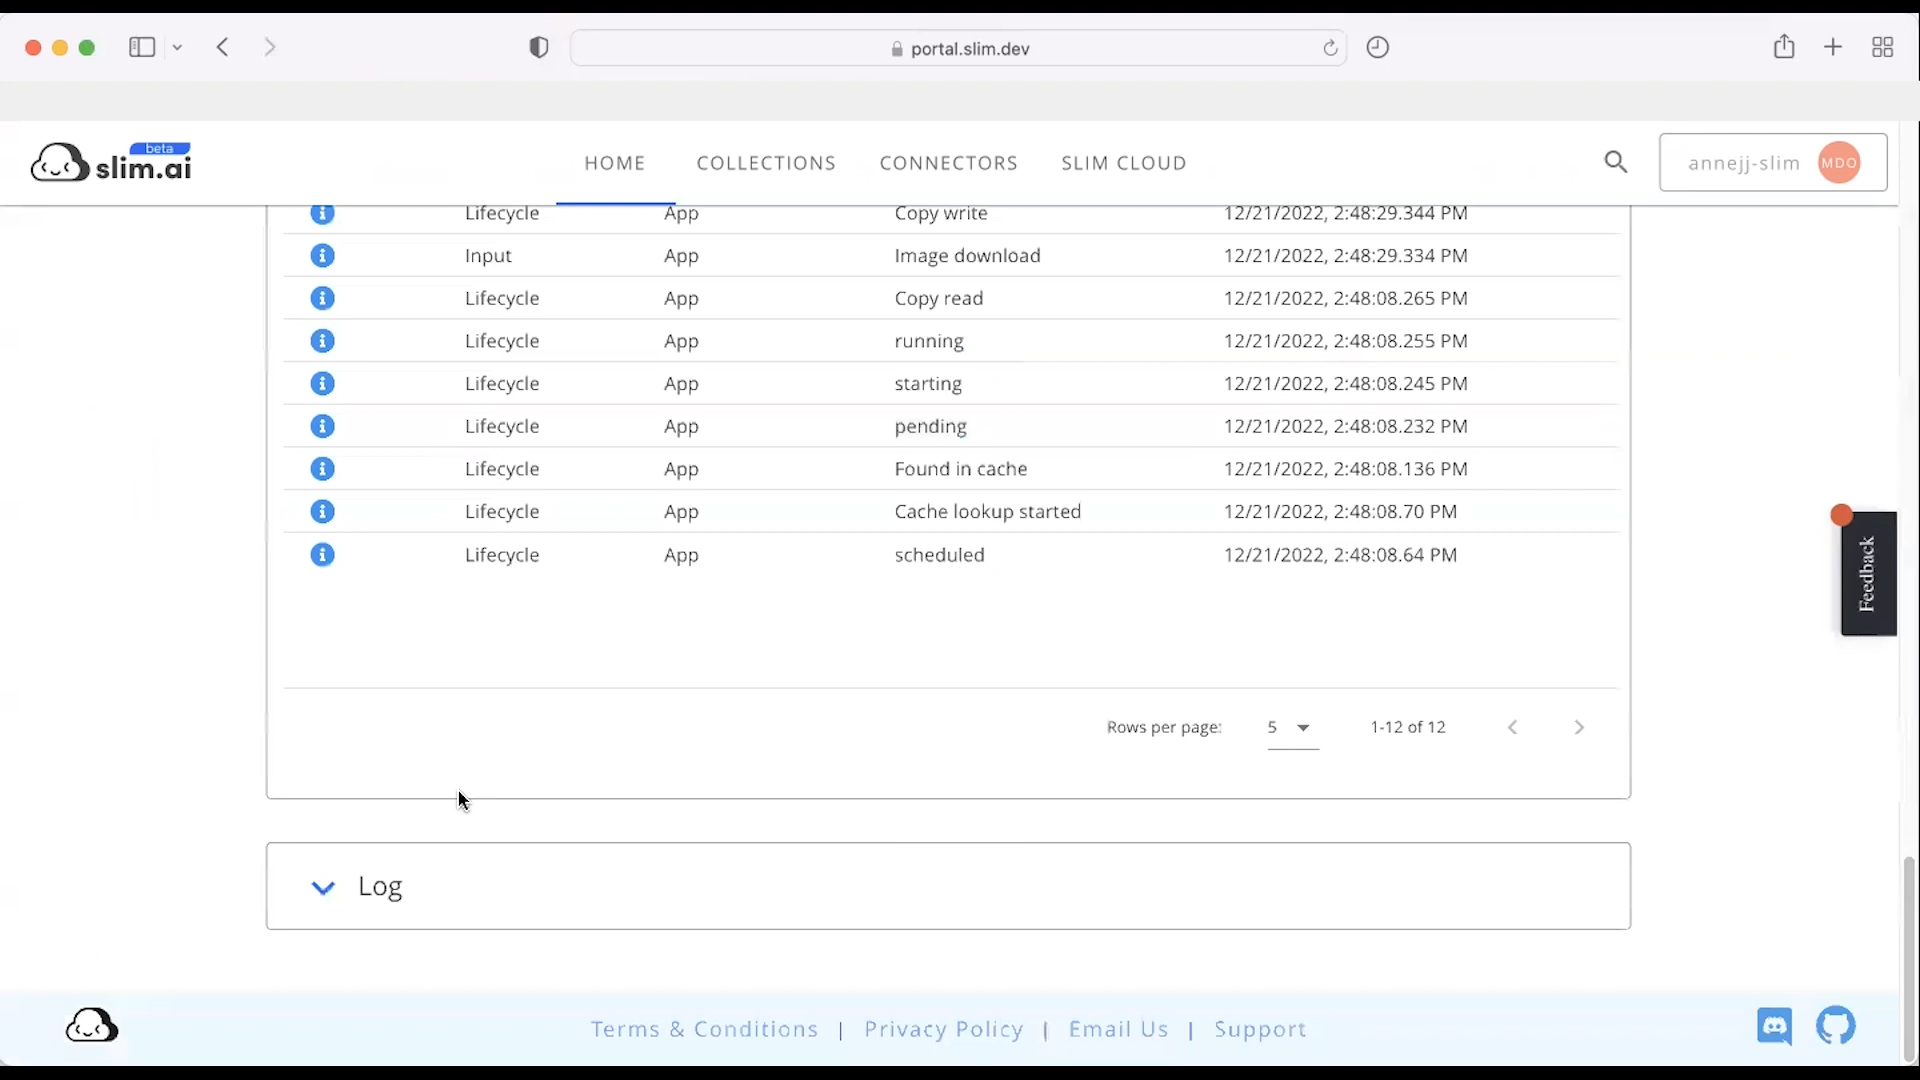 portal.slim.dev
beta
slim.ai
HOME COLLECTIONS CONNECTORS SLIM CLOUD
annejj-slim MDO
Lifecycle App Copy write 12/21/2022, 2:48:29.344 PM
Input App Image download 12/21/2022, 2:48:29.334 PM
Lifecycle App Copy read 12/21/2022, 2:48:08.265 PM
Lifecycle App running 12/21/2022, 2:48:08.255 PM
Lifecycle App starting 12/21/2022, 2:48:08.245 PM
Lifecycle App pending 12/21/2022, 2:48:08.232 PM
Lifecycle App Found in cache 12/21/2022, 2:48:08.136 PM
Lifecycle App Cache lookup started 12/21/2022, 2:48:08.70 PM
Lifecycle App scheduled 12/21/2022, 2:48:08.64 PM
Feedback
Rows per page: 5 1-12 of 12
Log
Terms & Conditions | Privacy Policy | Email Us | Support